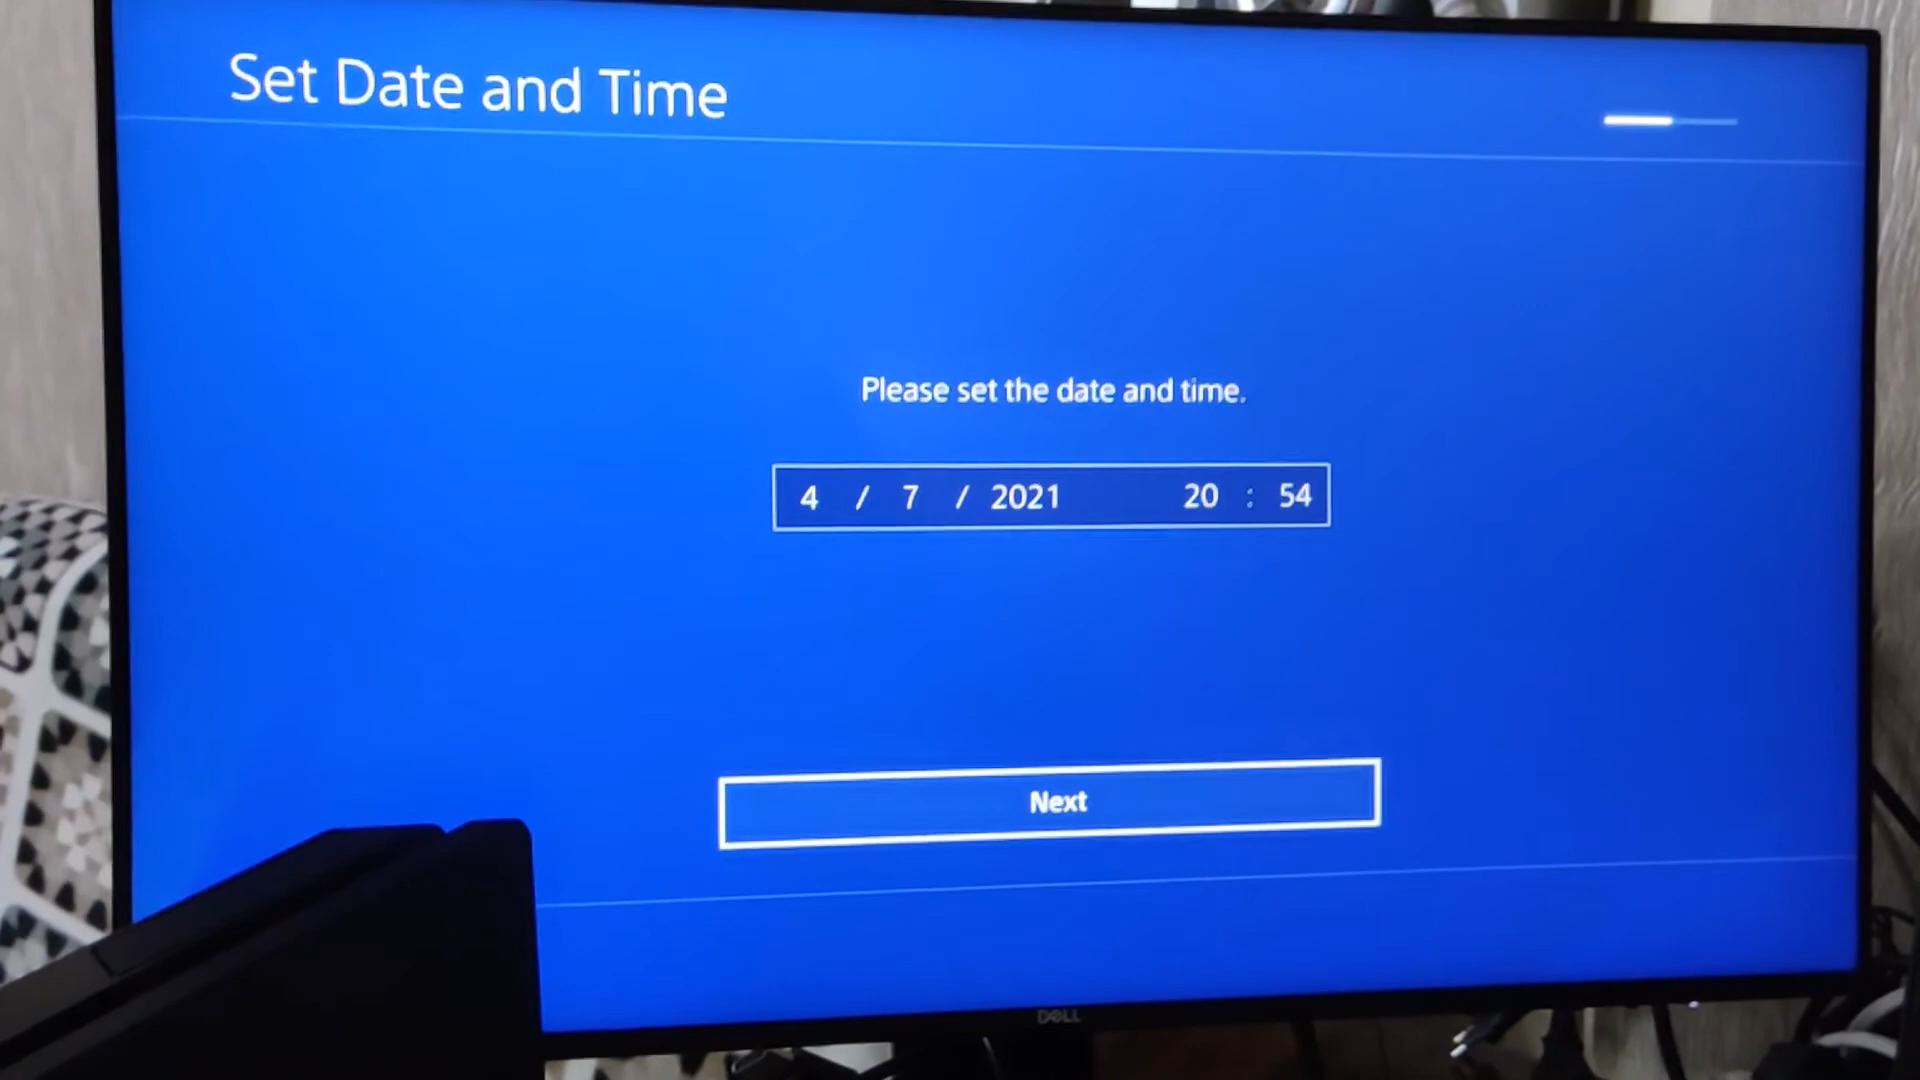 Set Date and Time
Please set the date and time.
4 / 7 / 2021 20 : 54
Next
DELL